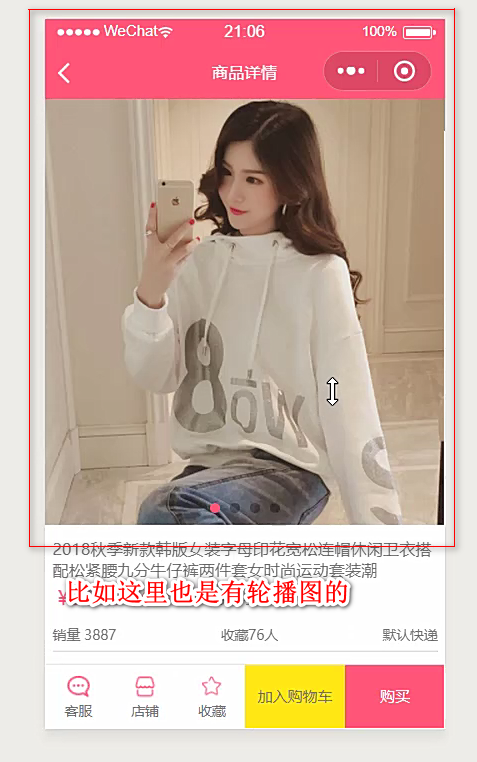 WeChat 21:06 100%
商品详情
2018秋季新款韩版女装字母印花宽松连帽休闲卫衣搭
配松紧腰九分牛仔裤两件套女时尚运动套装潮
¥
比如这里也是有轮播图的
销量 3887 收藏76人 默认快递
客服 店铺 收藏 加入购物车 购买